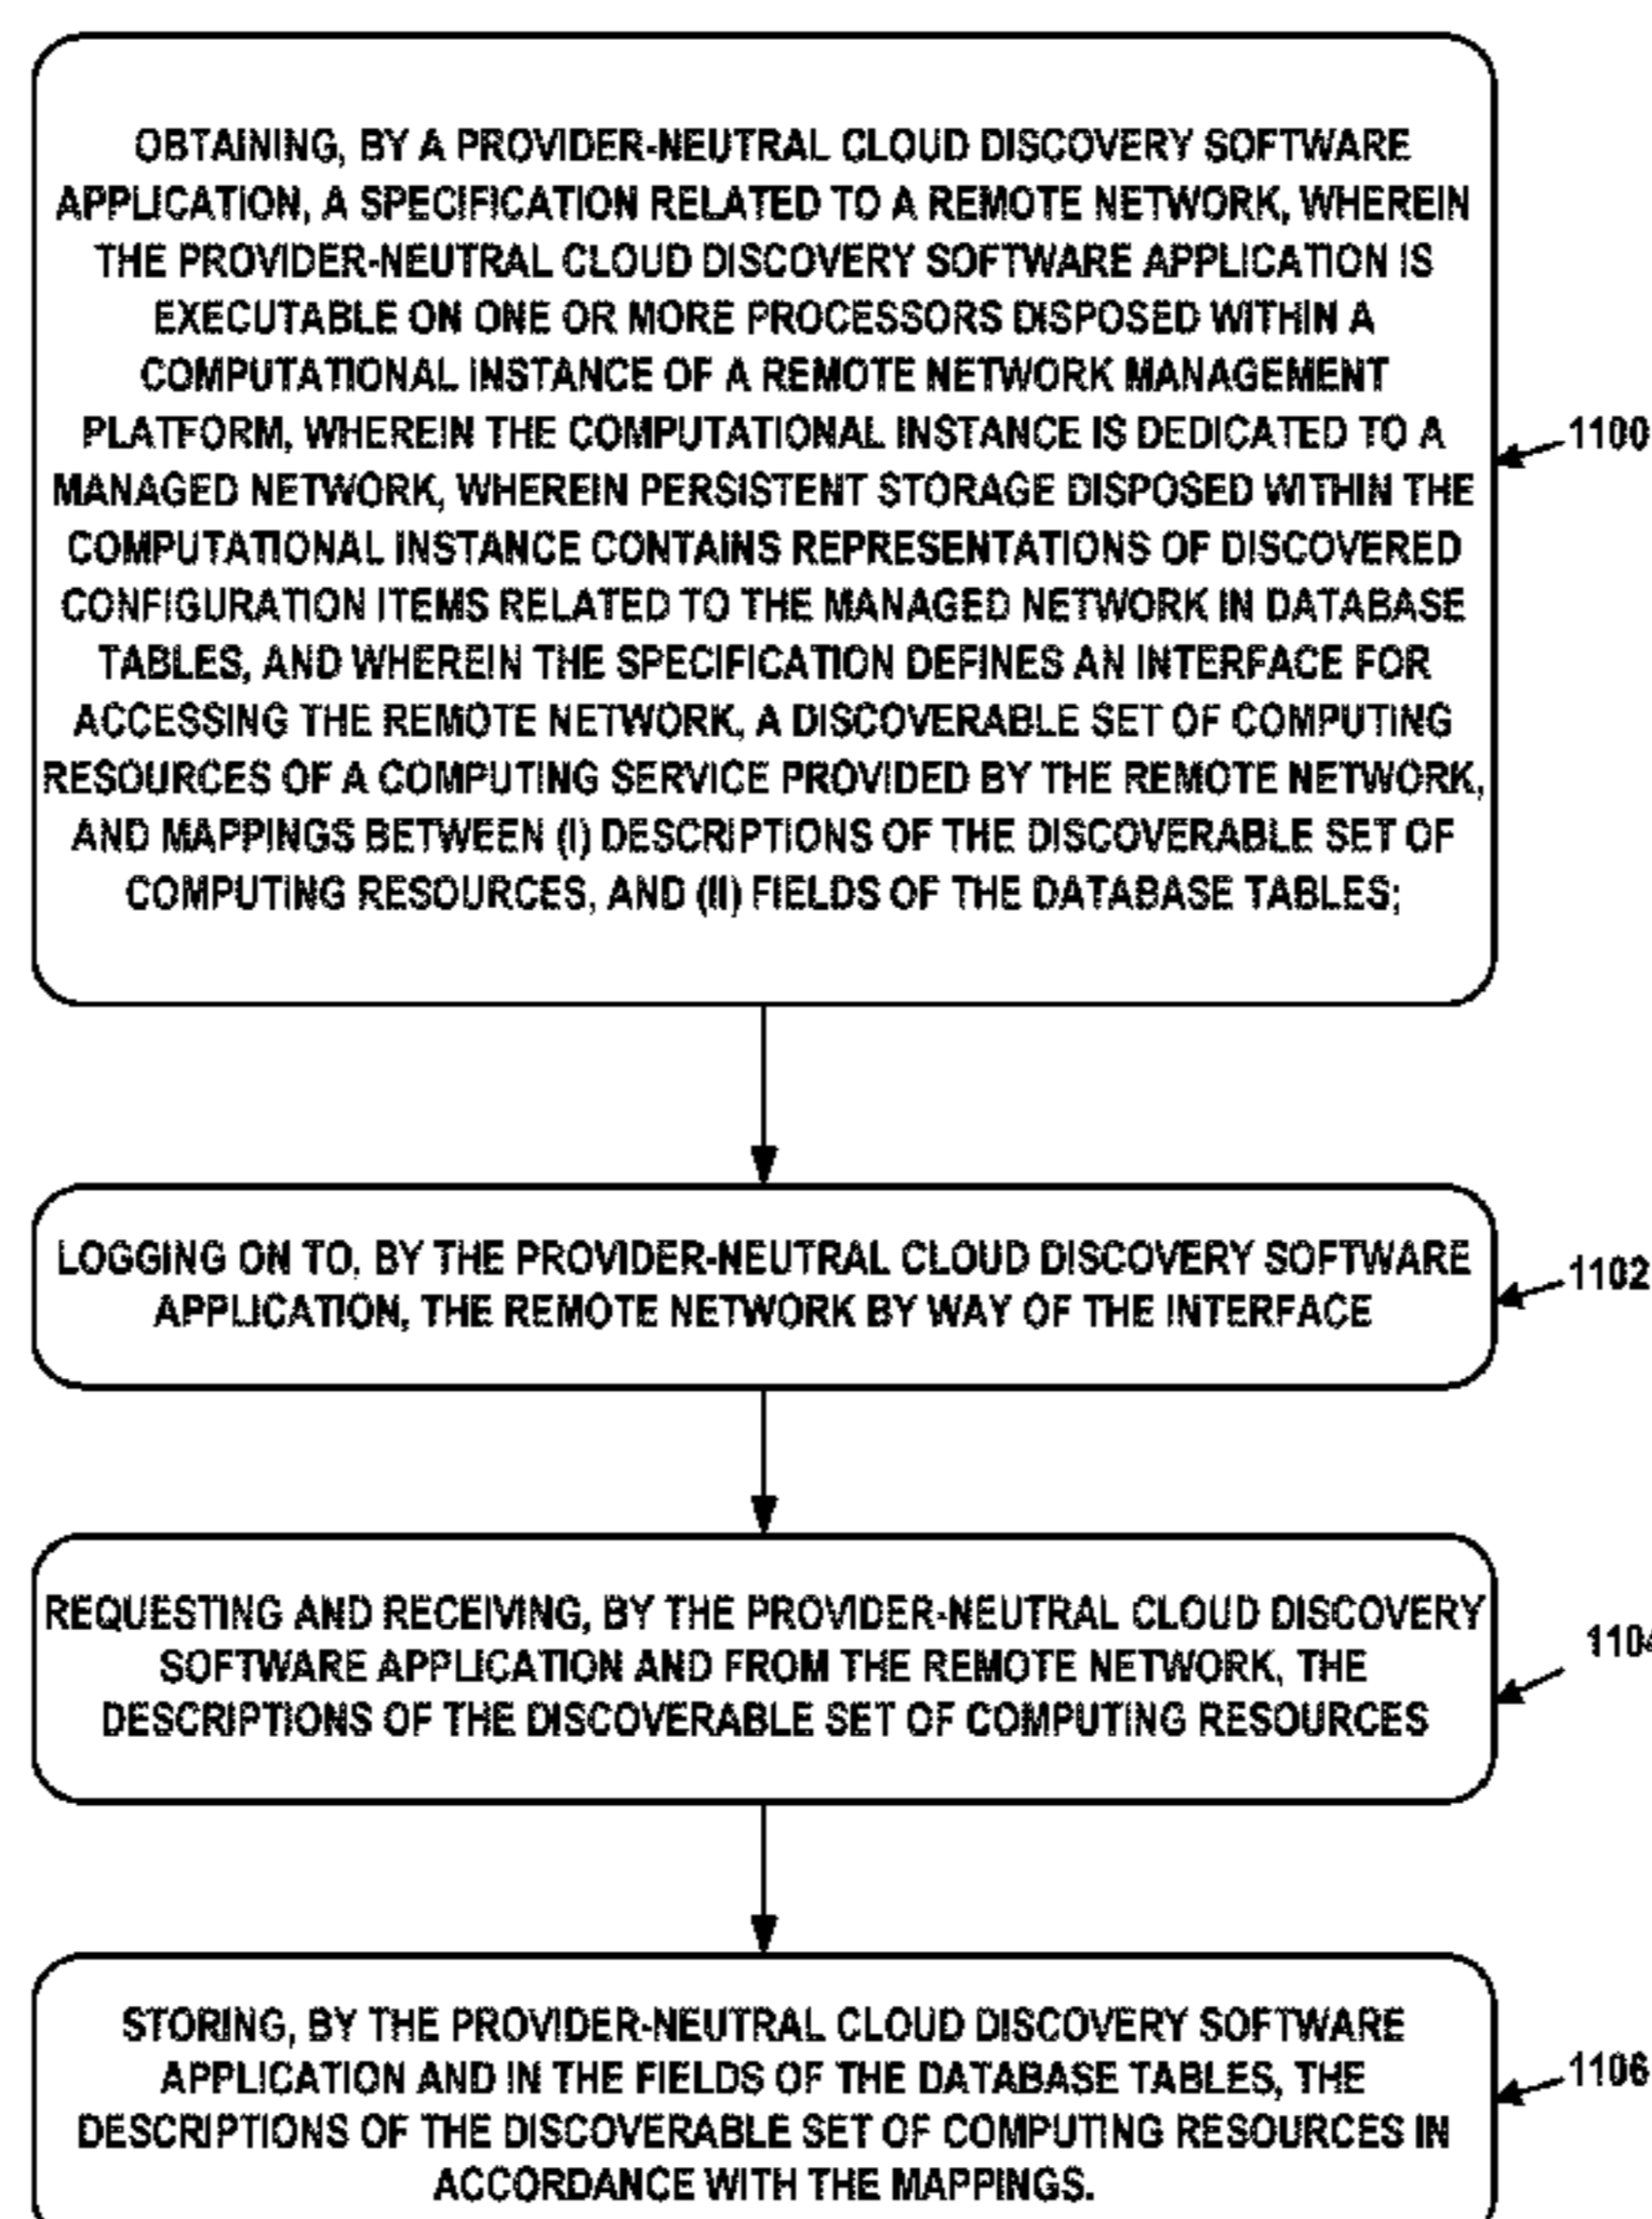 OBTAINING, BY A PROVIDER-NEUTRAL CLOUD DISCOVERY SOFTWARE
APPLICATION, A SPECIFICATION RELATED TO A REMOTE NETWORK, WHEREIN
THE PROVIDER-NEUTRAL CLOUD DISCOVERY SOFTWARE APPLICATION IS
EXECUTABLE ON ONE OR MORE PROCESSORS DISPOSED WITHIN A
COMPUTATIONAL INSTANCE OF A REMOTE NETWORK MANAGEMENT
PLATFORM, WHEREIN THE COMPUTATIONAL INSTANCE IS DEDICATED TO A
MANAGED NETWORK, WHEREIN PERSISTENT STORAGE DISPOSED WITHIN THE
COMPUTATIONAL INSTANCE CONTAINS REPRESENTATIONS OF DISCOVERED
CONFIGURATION ITEMS RELATED TO THE MANAGED NETWORK IN DATABASE
TABLES, AND WHEREIN THE SPECIFICATION DEFINES AN INTERFACE FOR
ACCESSING THE REMOTE NETWORK, A DISCOVERABLE SET OF COMPUTING
RESOURCES OF A COMPUTING SERVICE PROVIDED BY THE REMOTE NETWORK,
AND MAPPINGS BETWEEN (I) DESCRIPTIONS OF THE DISCOVERABLE SET OF
COMPUTING RESOURCES, AND (II) FIELDS OF THE DATABASE TABLES;
1100
LOGGING ON TO, BY THE PROVIDER-NEUTRAL CLOUD DISCOVERY SOFTWARE
APPLICATION, THE REMOTE NETWORK BY WAY OF THE INTERFACE
1102
REQUESTING AND RECEIVING, BY THE PROVIDER-NEUTRAL CLOUD DISCOVERY
SOFTWARE APPLICATION AND FROM THE REMOTE NETWORK, THE
DESCRIPTIONS OF THE DISCOVERABLE SET OF COMPUTING RESOURCES
1104
STORING, BY THE PROVIDER-NEUTRAL CLOUD DISCOVERY SOFTWARE
APPLICATION AND IN THE FIELDS OF THE DATABASE TABLES, THE
DESCRIPTIONS OF THE DISCOVERABLE SET OF COMPUTING RESOURCES IN
ACCORDANCE WITH THE MAPPINGS.
1106